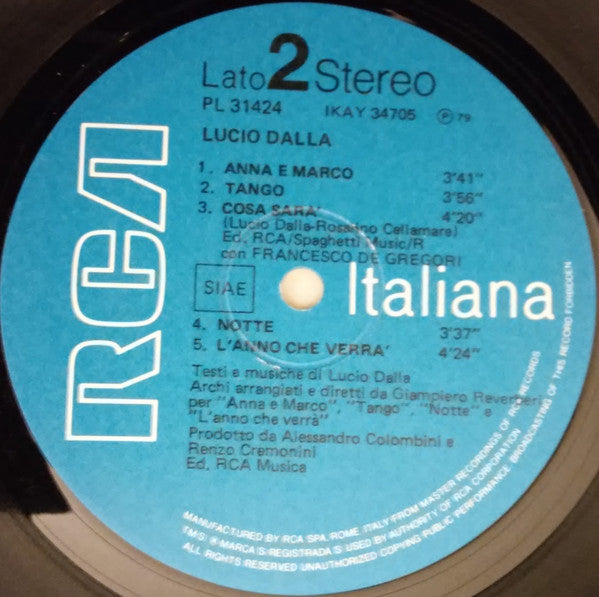 Lato 2 Stereo
PL 31424 IKAY 34705 Ⓟ 79
LUCIO DALLA
1. ANNA E MARCO 3'41"
2. TANGO 3'56"
3. COSA SARA' 4'20"
(Lucio Dalla-Rosalino Cellamare)
Ed. RCA/Spaghetti Music/R
con FRANCESCO DE GREGORI
RCA
SIAE
Italiana
4. NOTTE 3'37"
5. L'ANNO CHE VERRA' 4'24"
Testi e musiche di Lucio Dalla
Archi arrangiati e diretti da Giampiero Reverberi
per "Anna e Marco", "Tango", "Notte" e
"L'anno che verrà"
Prodotto da Alessandro Colombini e
Renzo Cremonini
Ed. RCA Musica
MANUFACTURED BY RCA SPA, ROME, ITALY FROM MASTER RECORDINGS OF RCA RECORDS
TM(S) ® MARCA(S) REGISTRADA(S) USED BY AUTHORITY OF RCA CORPORATION
ALL RIGHTS RESERVED UNAUTHORIZED COPYING PUBLIC PERFORMANCE BROADCASTING OF THIS RECORD FORBIDDEN